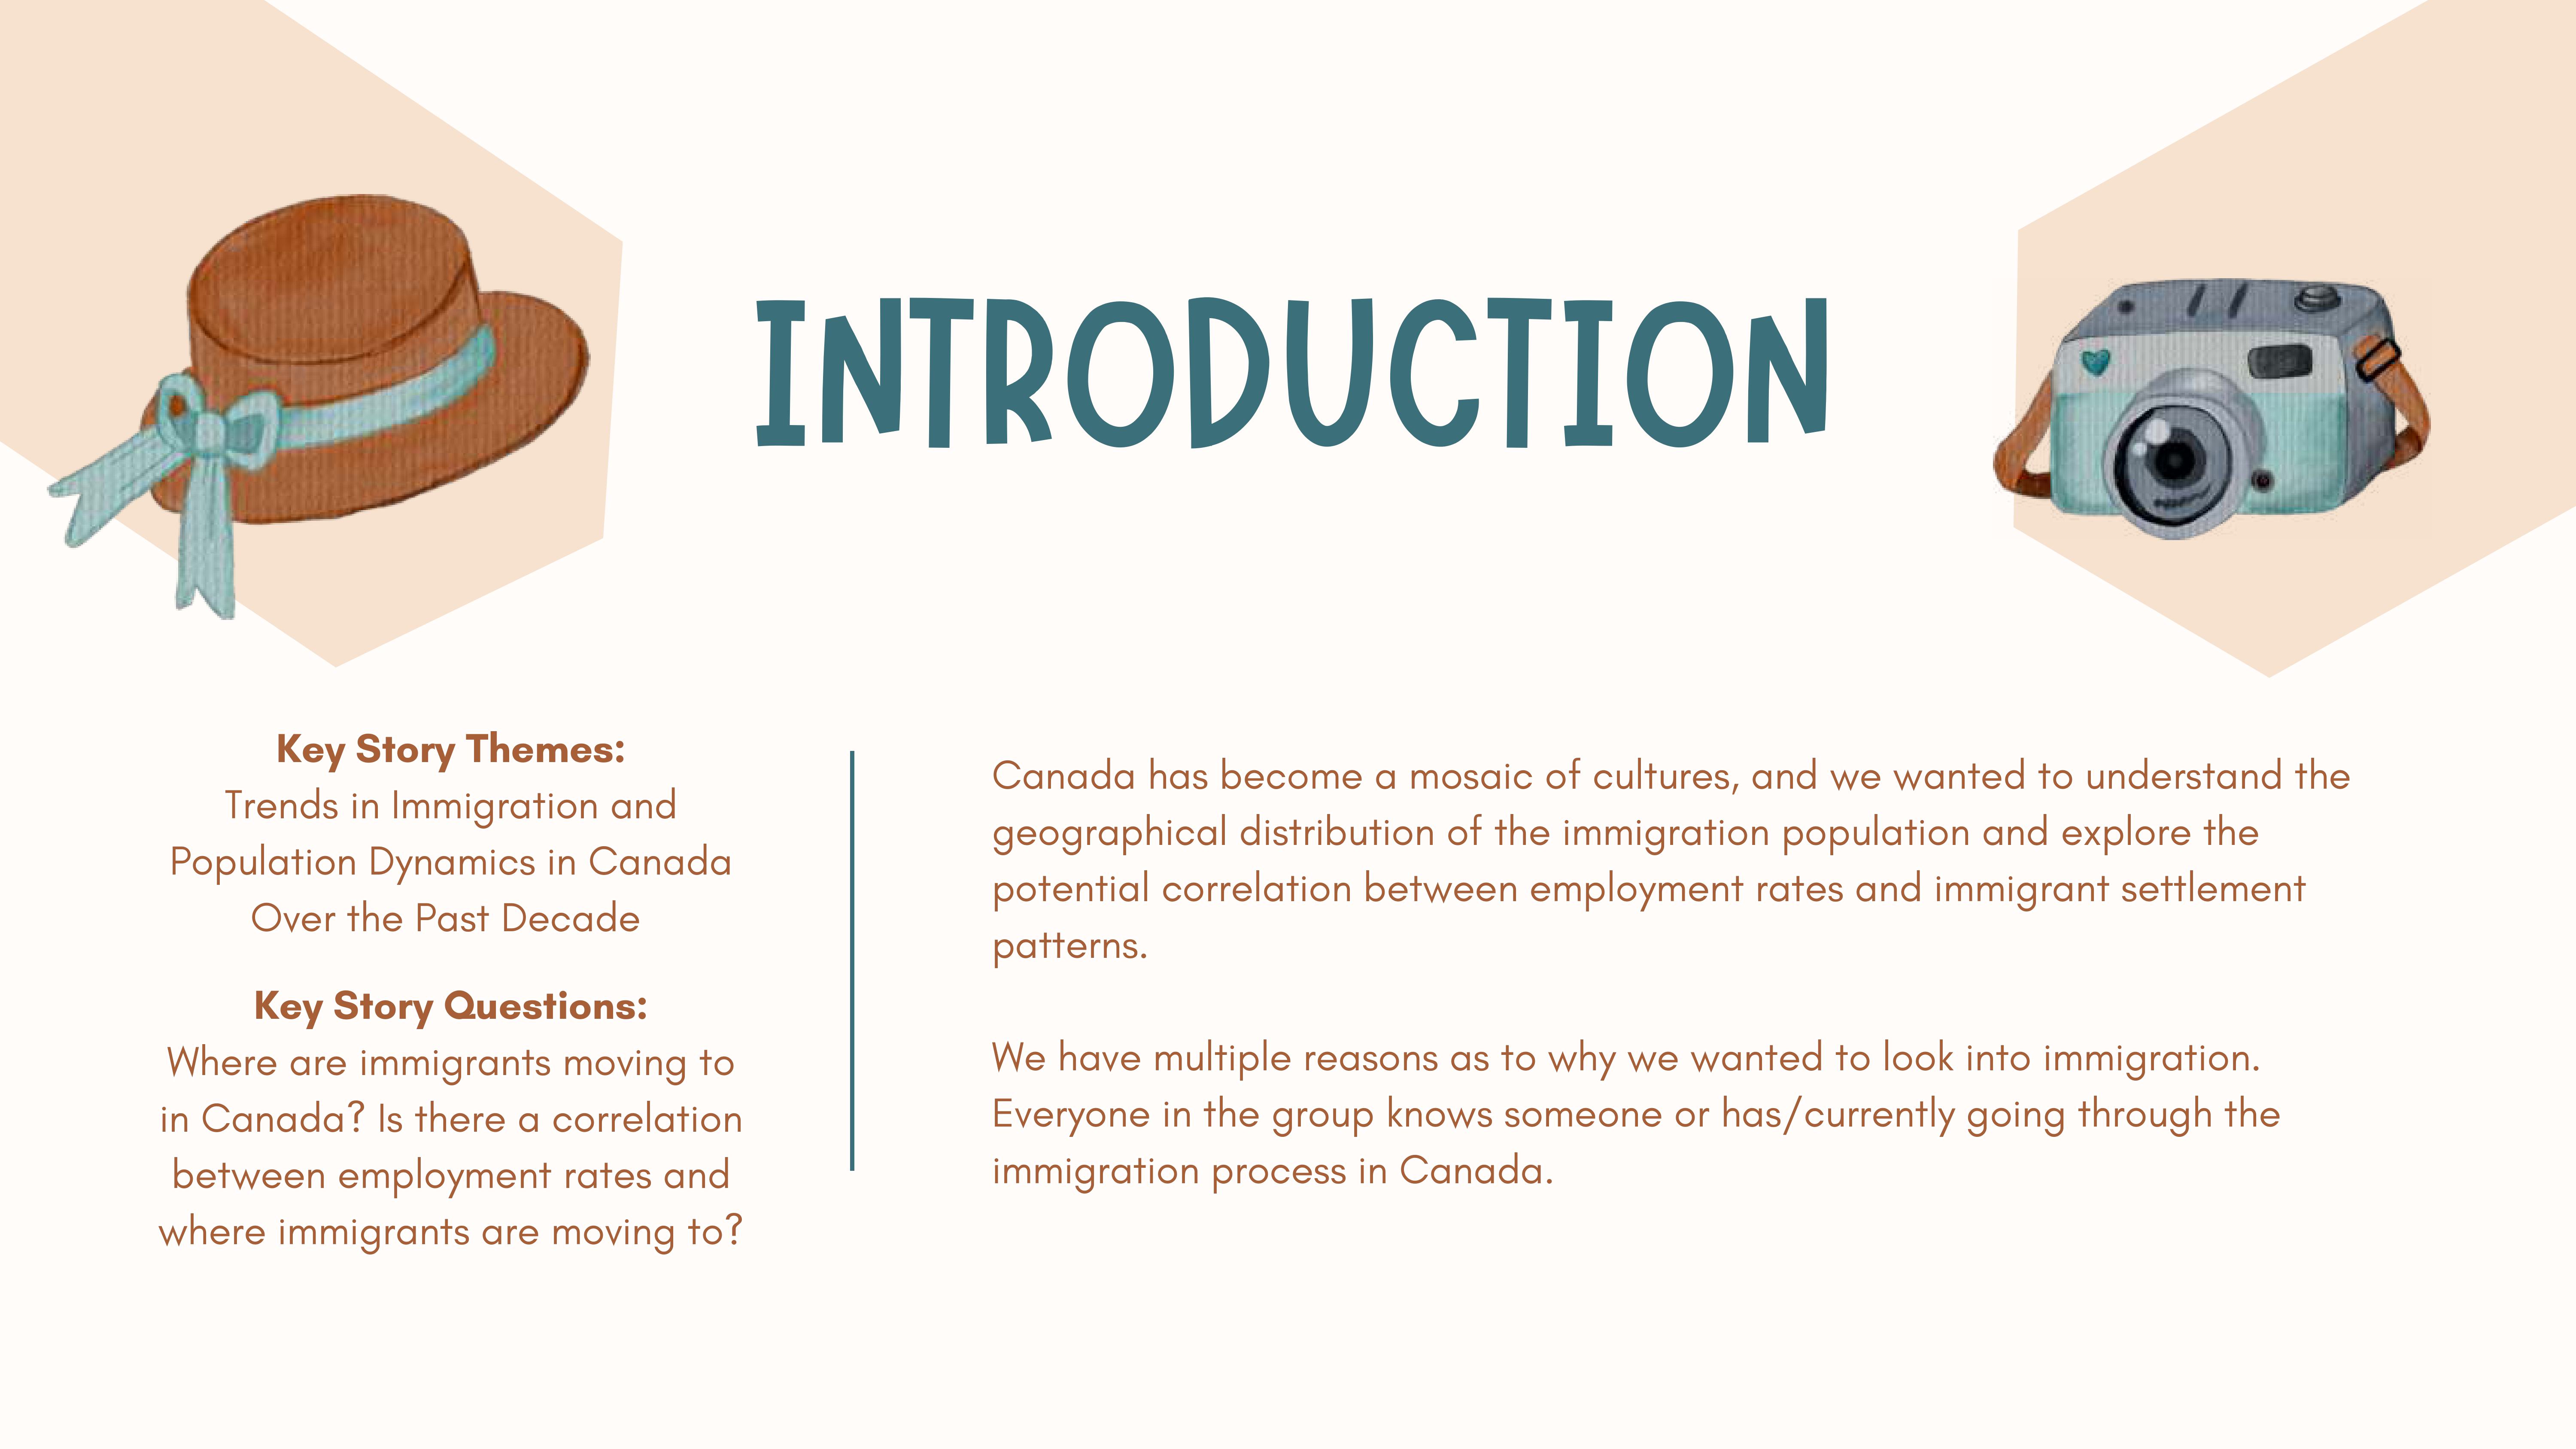 INTRODUCTION
Key Story Themes:
Trends in Immigration and
Population Dynamics in Canada
Over the Past Decade
Key Story Questions:
Where are immigrants moving to
in Canada? Is there a correlation
between employment rates and
where immigrants are moving to?
Canada has become a mosaic of cultures, and we wanted to understand the
geographical distribution of the immigration population and explore the
potential correlation between employment rates and immigrant settlement
patterns.
We have multiple reasons as to why we wanted to look into immigration.
Everyone in the group knows someone or has/currently going through the
immigration process in Canada.